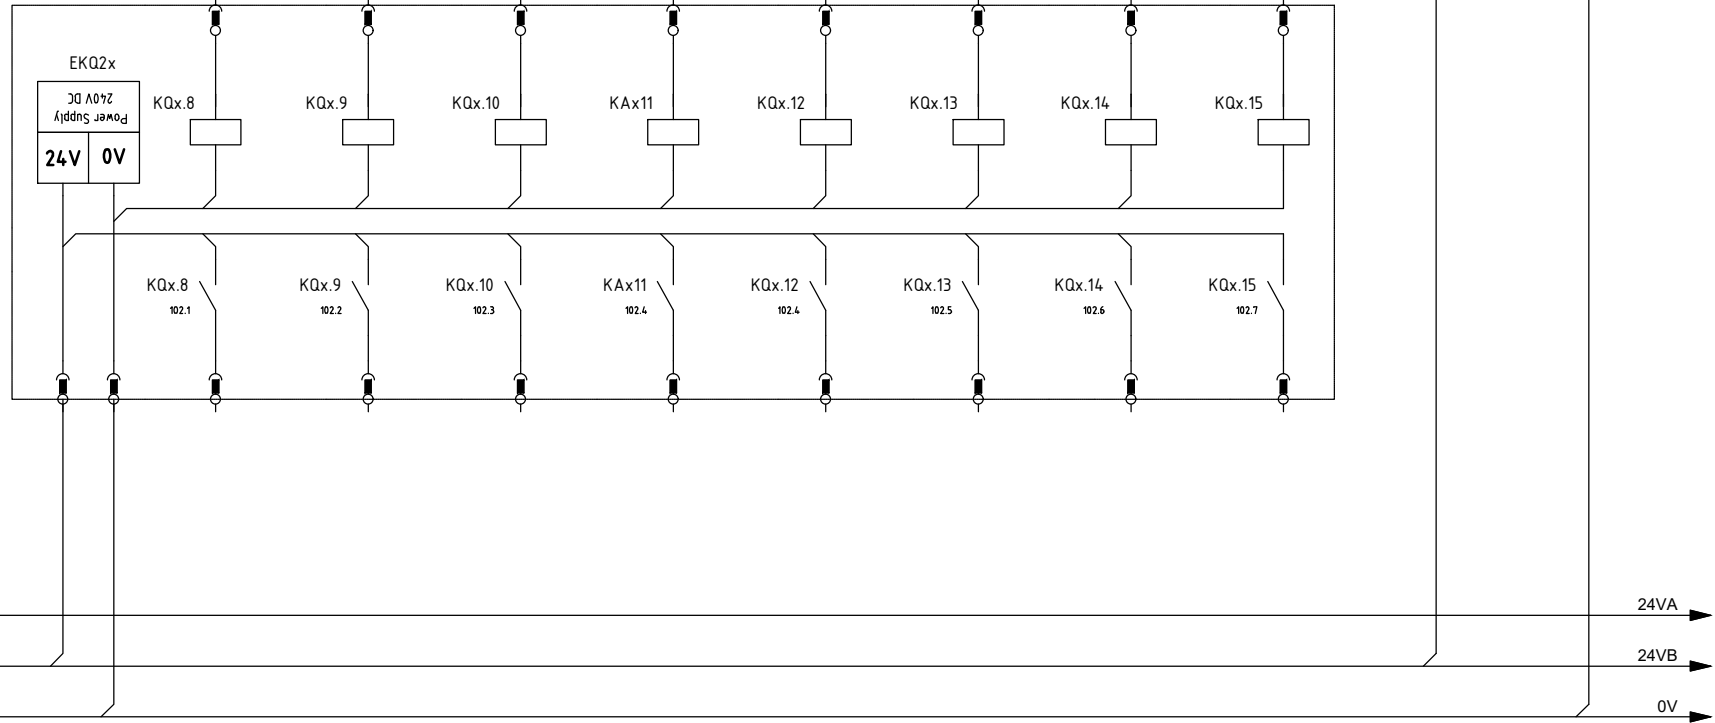 EKQ2x
Power Supply
240V DC
24V 0V
KQx.8 KQx.9 KQx.10 KAx11 KQx.12 KQx.13 KQx.14 KQx.15
KQx.8 KQx.9 KQx.10 KAx11 KQx.12 KQx.13 KQx.14 KQx.15
102.1 102.2 102.3 102.4 102.4 102.5 102.6 102.7
24VA
24VB
0V